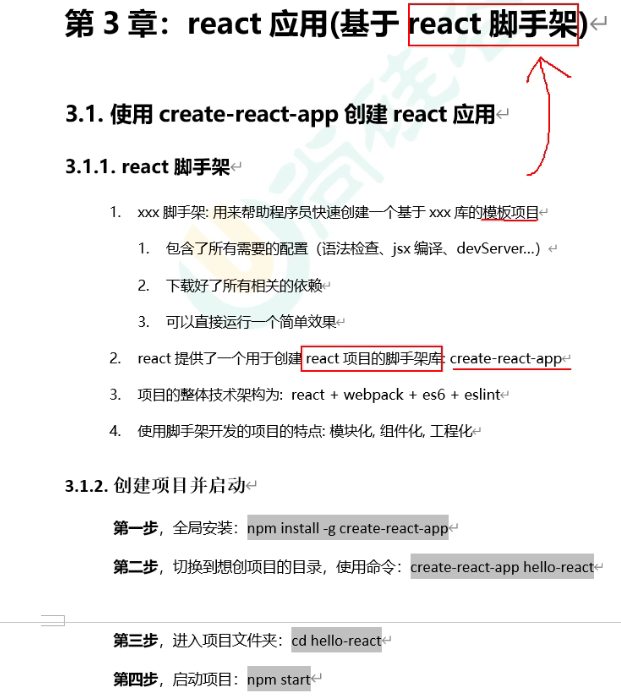 第 3 章：react 应用(基于 react 脚手架)
3.1. 使用 create-react-app 创建 react 应用
3.1.1. react 脚手架
1. xxx 脚手架: 用来帮助程序员快速创建一个基于 xxx 库的模板项目
1. 包含了所有需要的配置（语法检查、jsx 编译、devServer…）
2. 下载好了所有相关的依赖
3. 可以直接运行一个简单效果
2. react 提供了一个用于创建 react 项目的脚手架库: create-react-app
3. 项目的整体技术架构为: react + webpack + es6 + eslint
4. 使用脚手架开发的项目的特点: 模块化, 组件化, 工程化
3.1.2. 创建项目并启动
第一步，全局安装：npm install -g create-react-app
第二步，切换到想创项目的目录，使用命令：create-react-app hello-react
第三步，进入项目文件夹：cd hello-react
第四步，启动项目：npm start